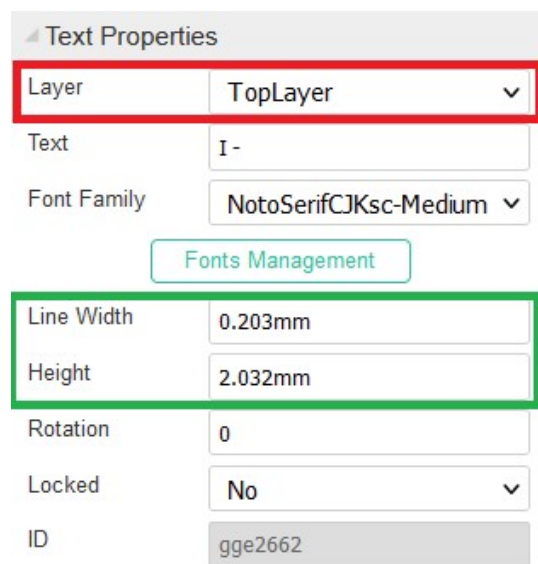 Text Properties
Layer TopLayer
Text I -
Font Family NotoSerifCJKsc-Medium
Fonts Management
Line Width 0.203mm
Height 2.032mm
Rotation 0
Locked No
ID gge2662